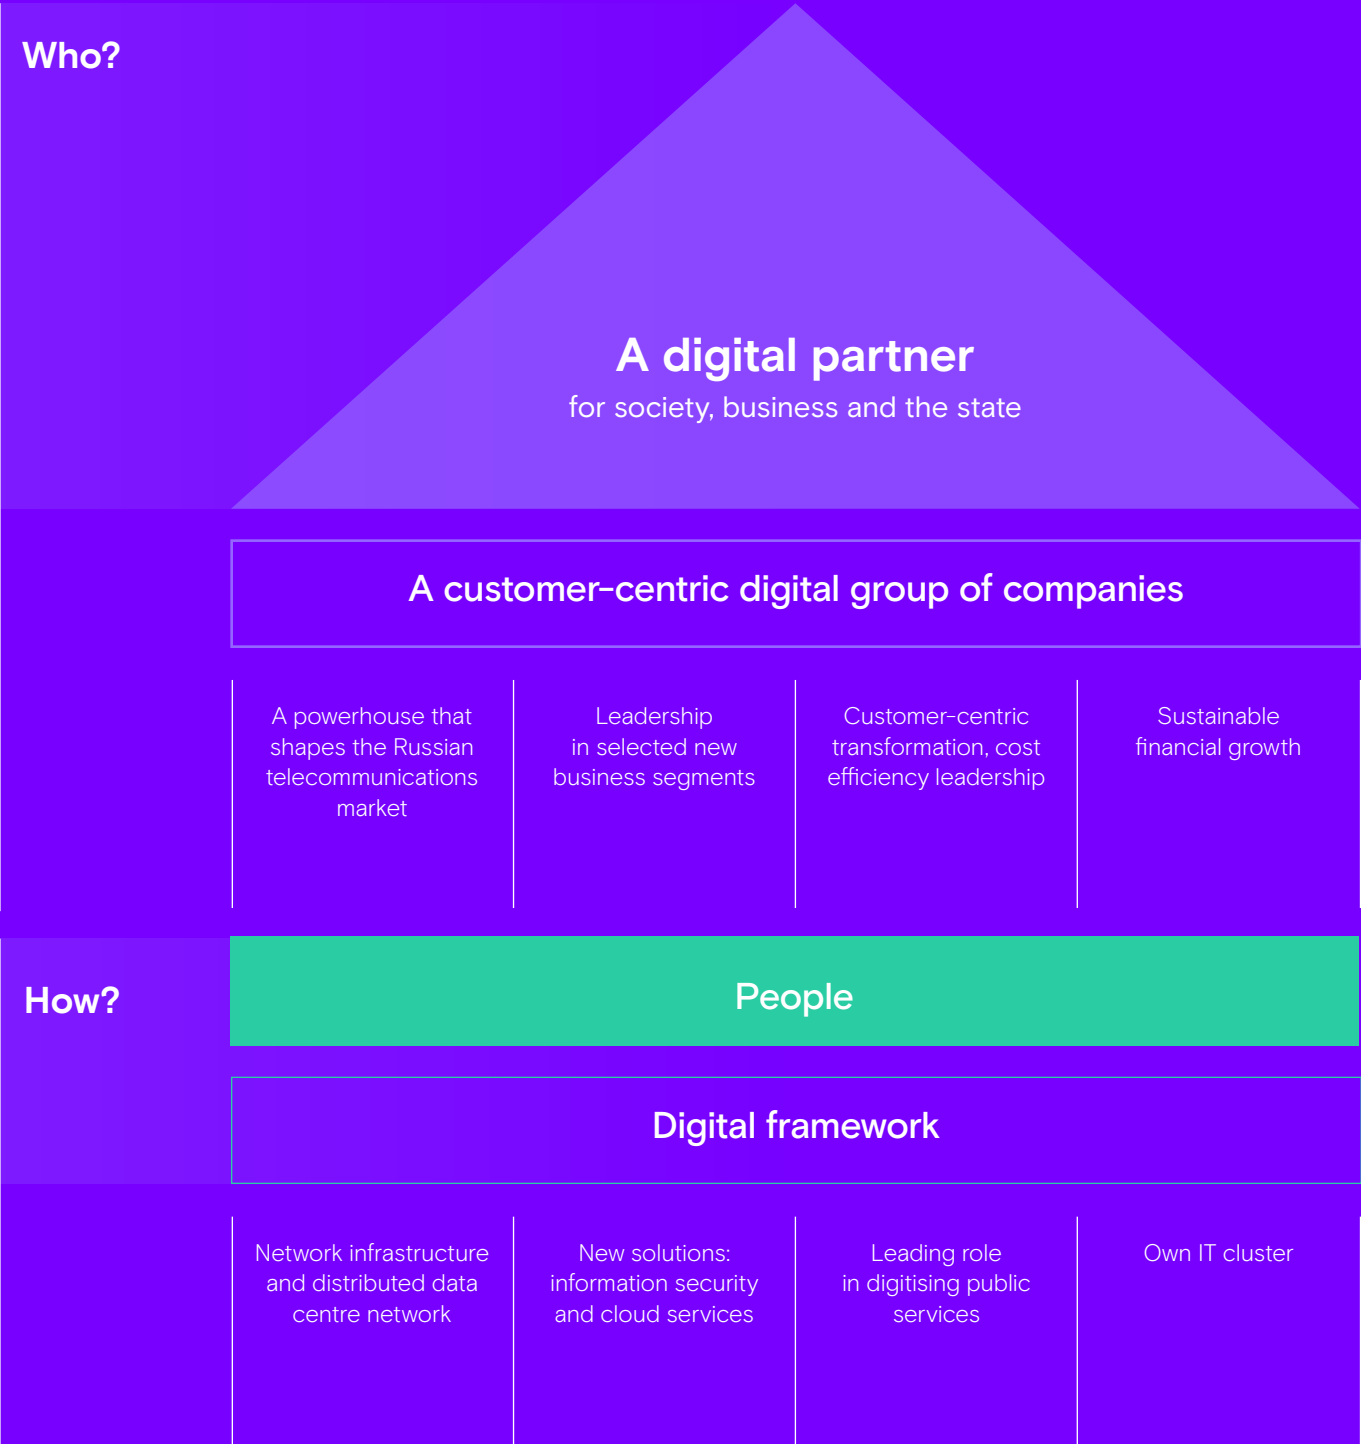 Who?
A digital partner
for society, business and the state
A customer-centric digital group of companies
A powerhouse that
shapes the Russian
telecommunications
market
Leadership
in selected new
business segments
Customer-centric
transformation, cost
efficiency leadership
Sustainable
financial growth
How?
People
Digital framework
Network infrastructure
and distributed data
centre network
New solutions:
information security
and cloud services
Leading role
in digitising public
services
Own IT cluster